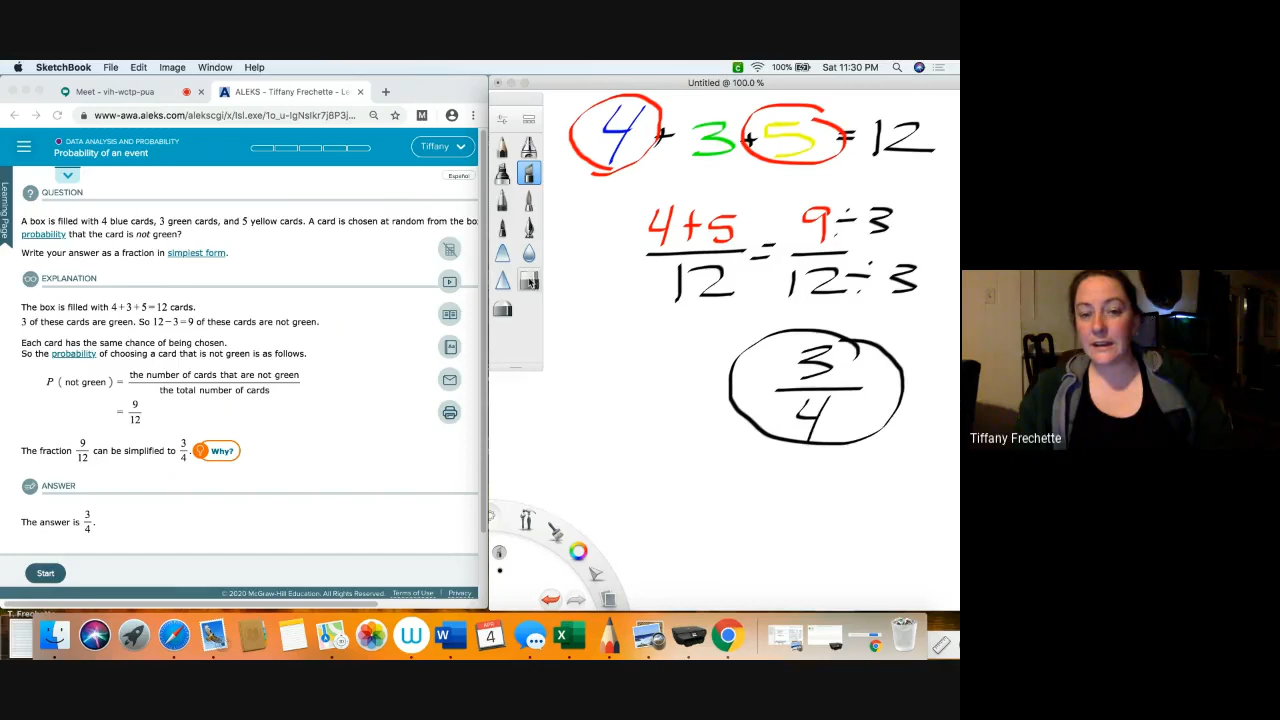 SketchBook File Edit Image Window Help 100% Sat 11:30 PM
Meet - vih-wctp-pua ALEKS - Tiffany Frechette - Le
www-awa.aleks.com/alekscgi/x/Isl.exe/1o_u-IgNsIkr7j8P3j...
Untitled @ 100.0 %
DATA ANALYSIS AND PROBABILITY
Probability of an event
Tiffany
Español
Learning Page
QUESTION
A box is filled with 4 blue cards, 3 green cards, and 5 yellow cards. A card is chosen at random from the bo
probability that the card is not green?
Write your answer as a fraction in simplest form.
EXPLANATION
The box is filled with 4+3+5=12 cards.
3 of these cards are green. So 12−3=9 of these cards are not green.
Each card has the same chance of being chosen.
So the probability of choosing a card that is not green is as follows.
P ( not green ) = the number of cards that are not green
the total number of cards
= 9
12
The fraction 9/12 can be simplified to 3/4. Why?
ANSWER
The answer is 3/4.
Start
© 2020 McGraw-Hill Education. All Rights Reserved. Terms of Use | Privacy
T. Frechette
4 + 3 + 5 = 12
4+5 = 9 ÷ 3
12 12 ÷ 3
3
4
Tiffany Frechette
APR
4